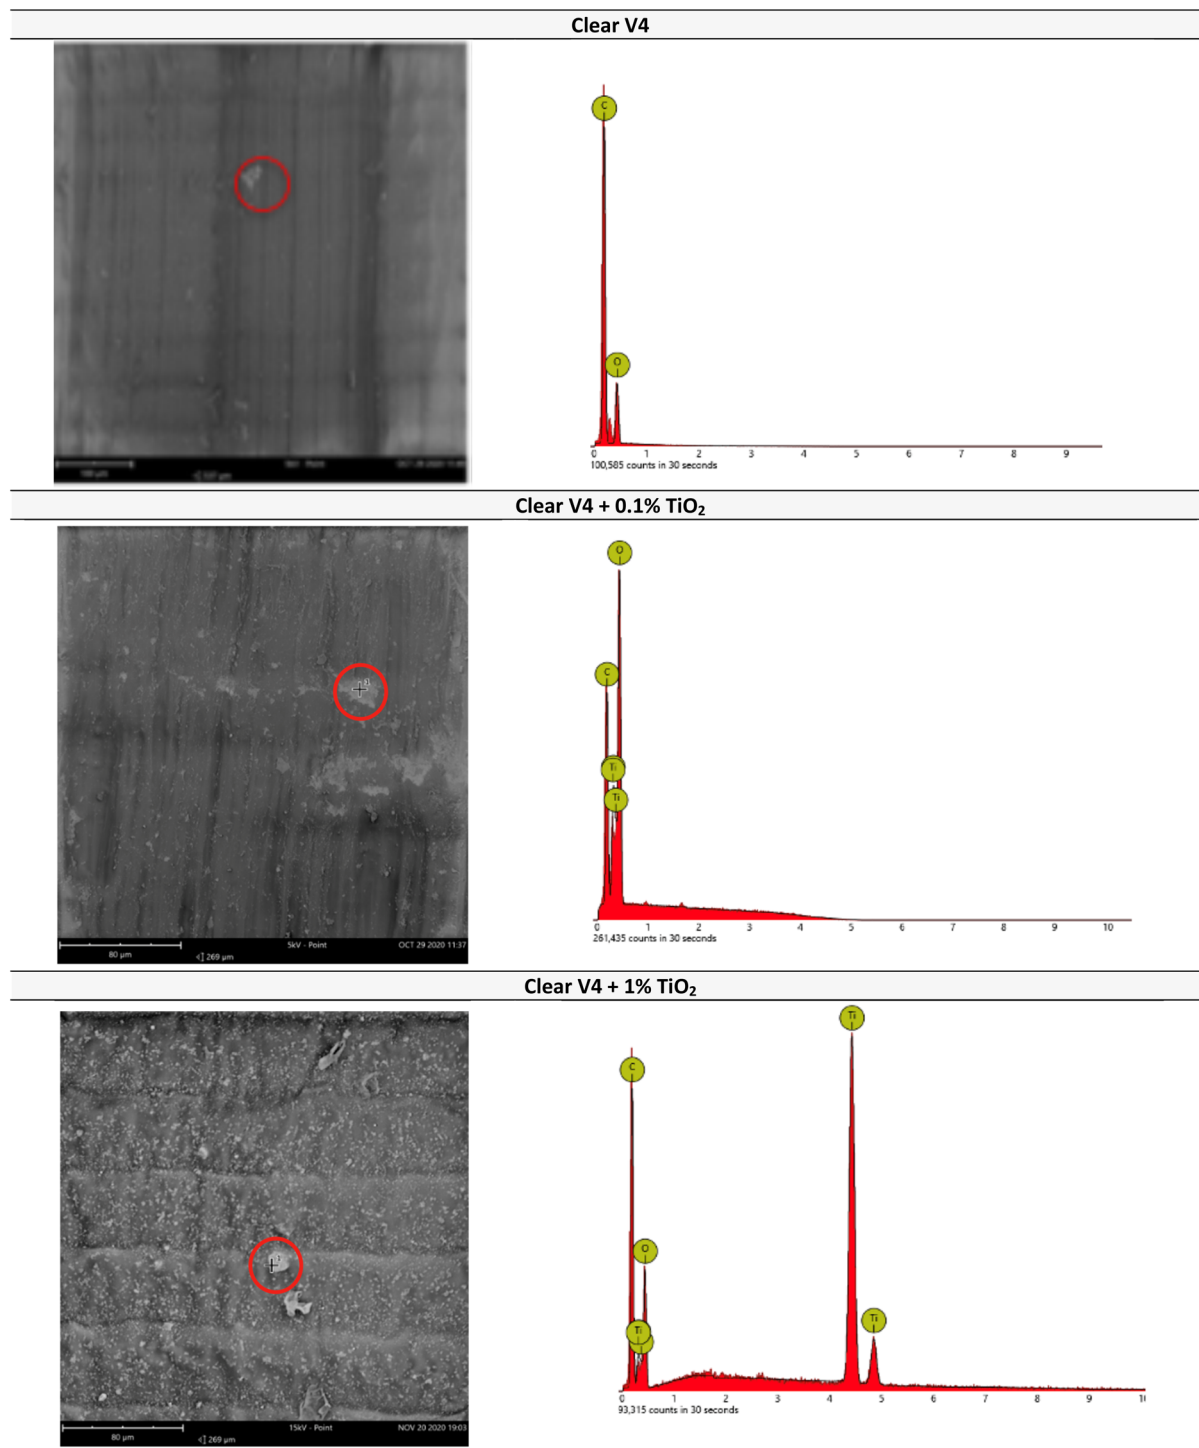 Clear V4
C
O
0 1 2 3 4 5 6 7 8 9
100,585 counts in 30 seconds
Clear V4 + 0.1% TiO₂
O
C
Ti
Ti
1
0 1 2 3 4 5 6 7 8 9 10
261,435 counts in 30 seconds
5kV - Point OCT 29 2020 11:37
80 µm 269 µm
Clear V4 + 1% TiO₂
Ti
C
O
Ti
Ti
0 1 2 3 4 5 6 7 8 9
93,315 counts in 30 seconds
15kV - Point NOV 20 2020 19:03
80 µm 269 µm